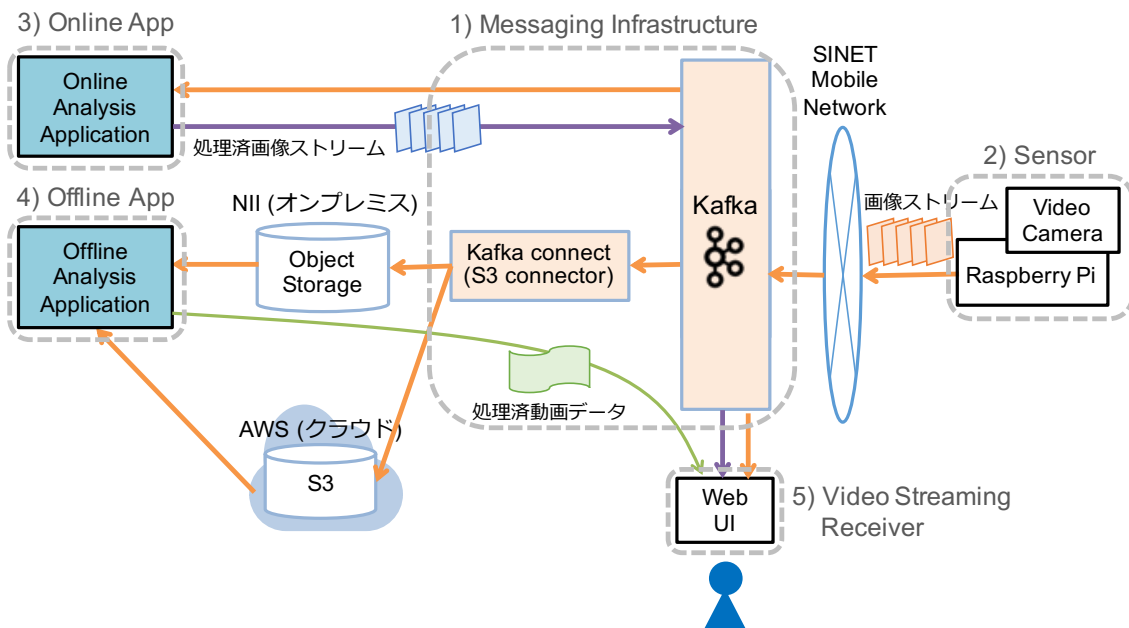 3) Online App
1) Messaging Infrastructure
Online
Analysis
Application
処理済画像ストリーム
SINET
Mobile
Network
2) Sensor
画像ストリーム
Video
Camera
Raspberry Pi
4) Offline App
NII (オンプレミス)
Kafka
Offline
Analysis
Application
Object
Storage
Kafka connect
(S3 connector)
処理済動画データ
AWS (クラウド)
S3
Web
UI
5) Video Streaming
Receiver